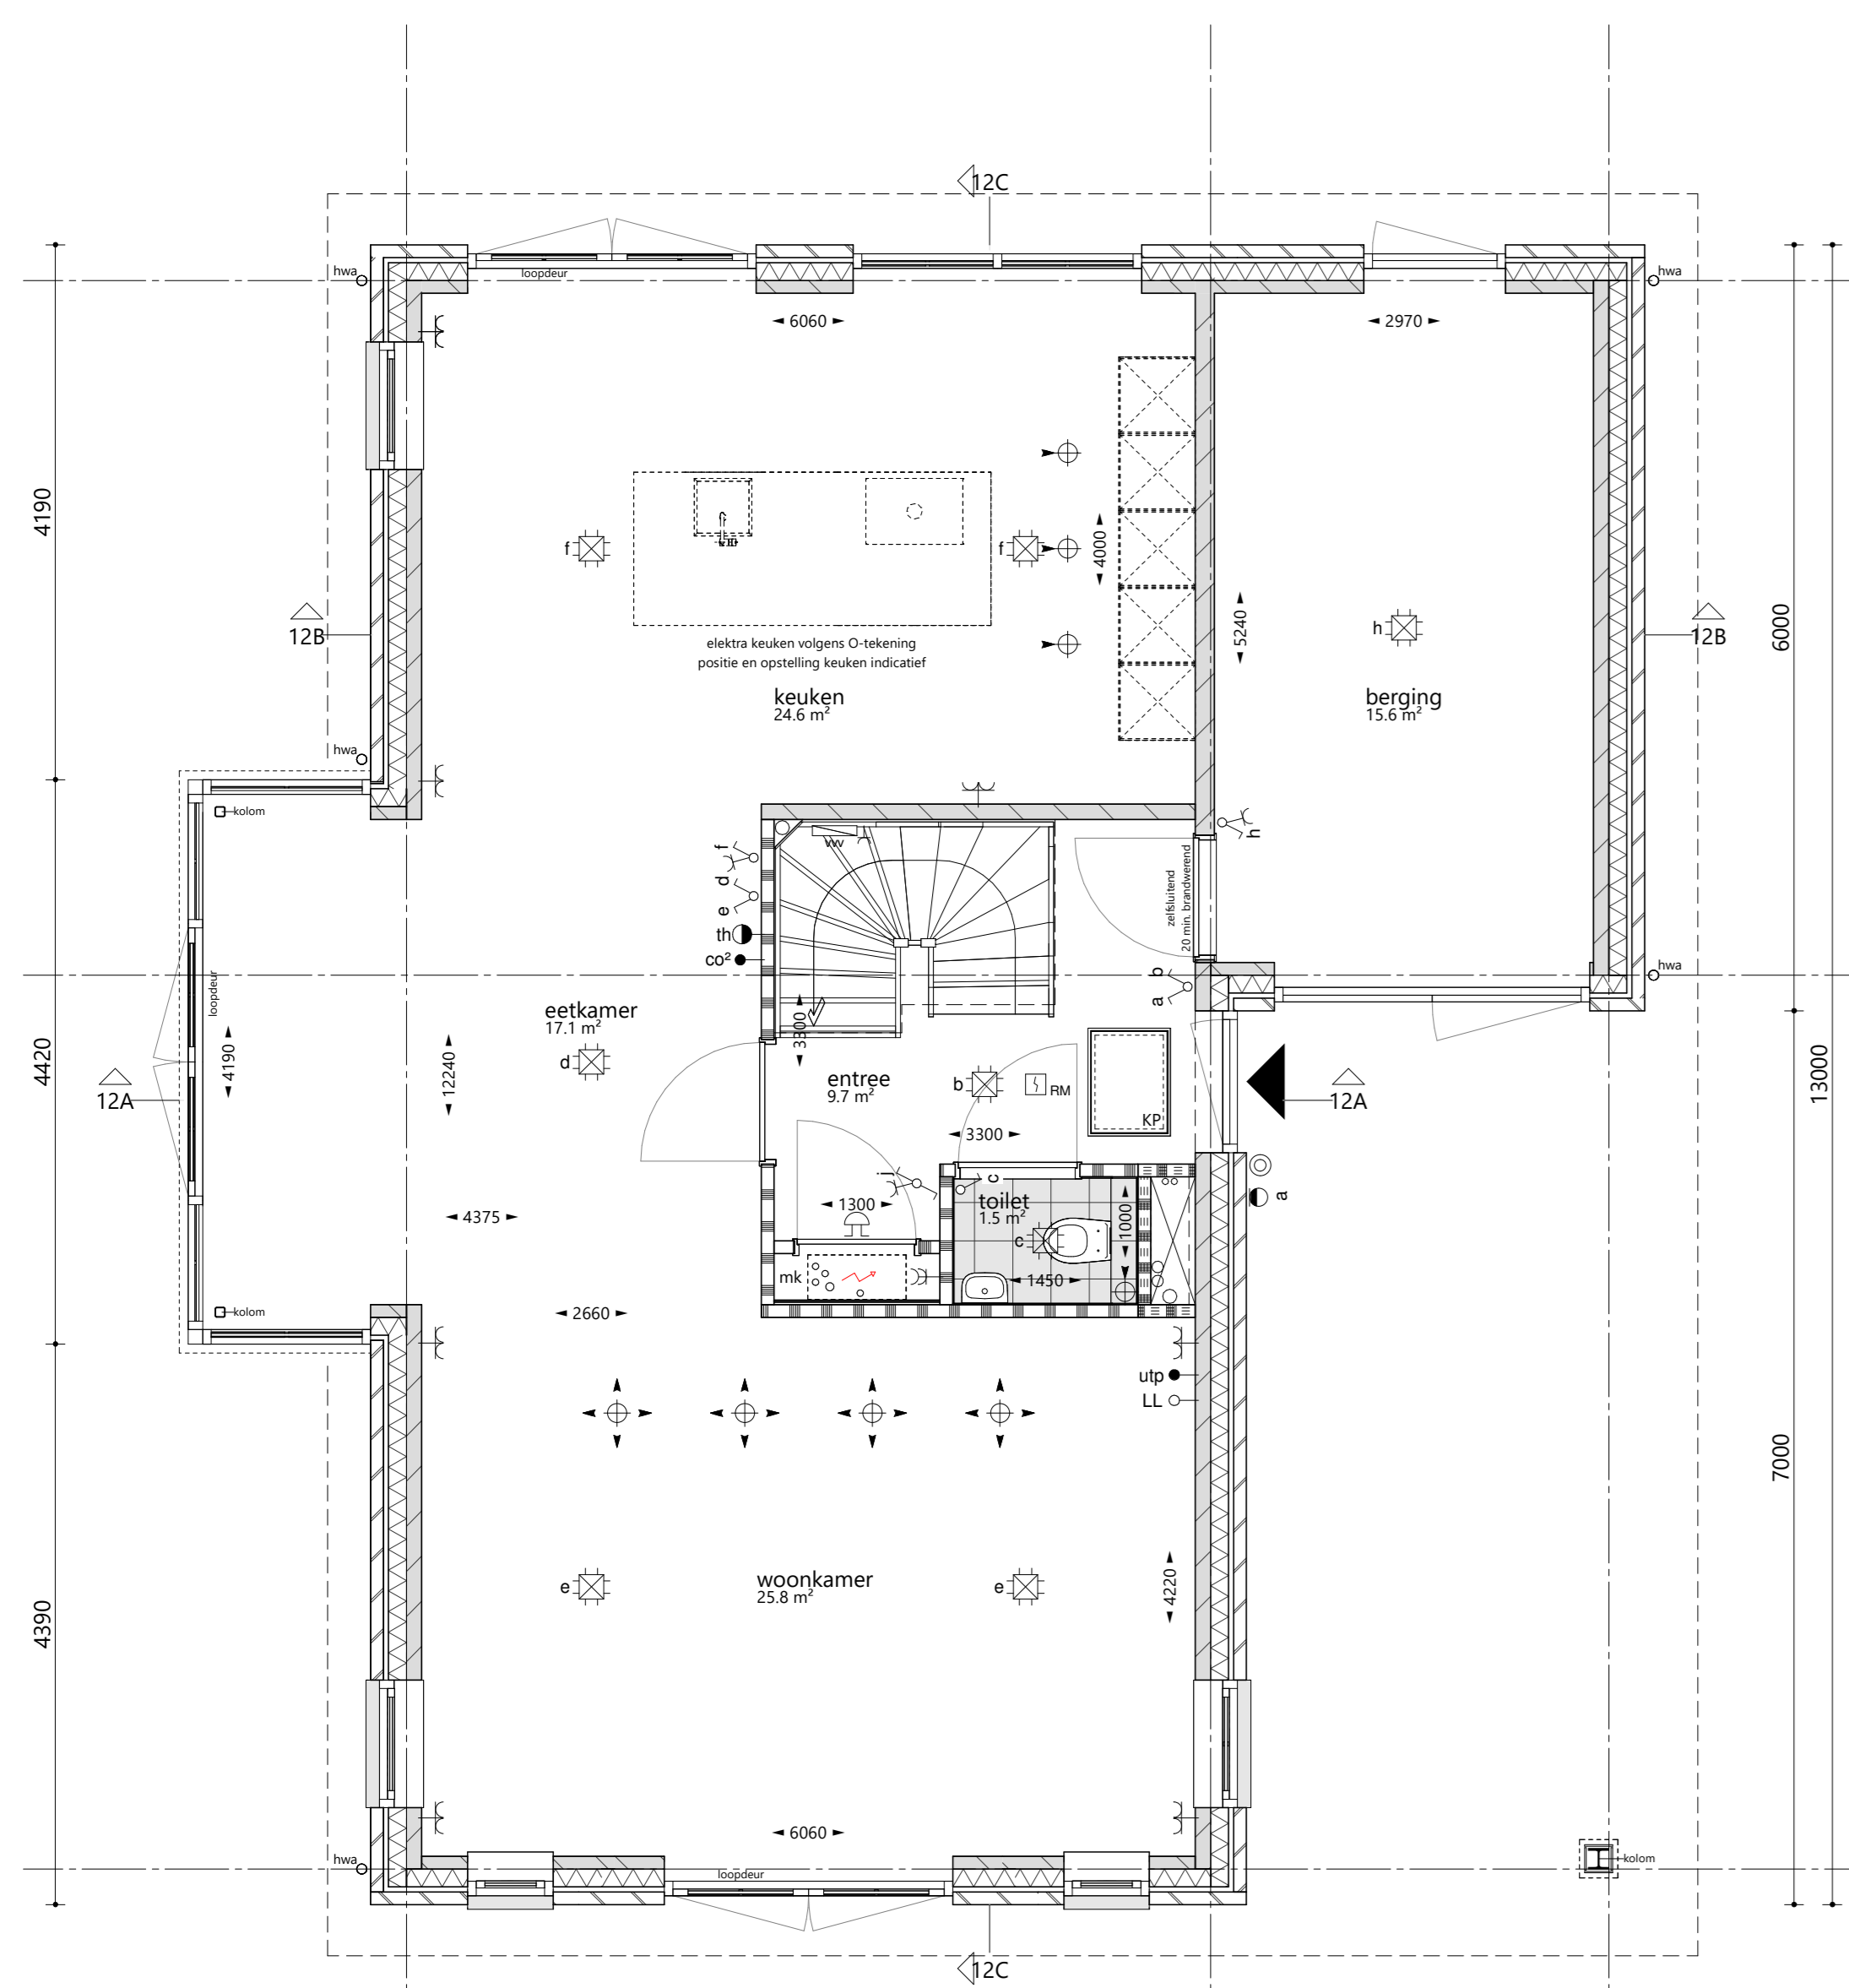 12C
hwa
loopdeur
hwa
6060
2970
4190
6000
f
f
4000
5240
h
12B
12B
elektra keuken volgens O-tekening
positie en opstelling keuken indicatief
keuken
24.6 m²
berging
15.6 m²
hwa
kolom
vvv
h
f
d
e
th
co²
zelfsluitend
20 min. brandwerend
hwa
loopdeur
a b
eetkamer
17.1 m²
3300
4420
4190
12240
d
entree
9.7 m²
b
RM
KP
13000
12A
12A
3300
j
c
toilet
1.5 m²
a
1300
1000
4375
c
mk
1450
kolom
2660
utp
LL
7000
e
woonkamer
25.8 m²
e
4220
4390
6060
hwa
loopdeur
kolom
12C